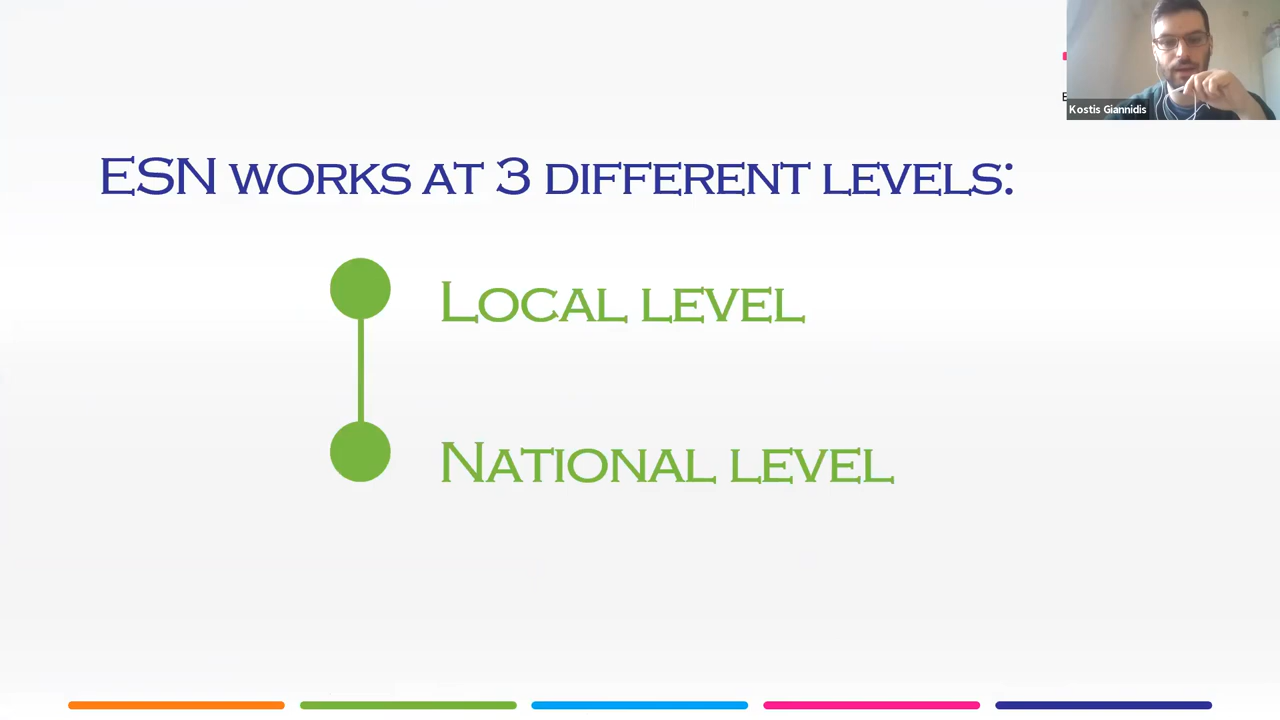 Kostis Giannidis
ESN WORKS AT 3 DIFFERENT LEVELS:
LOCAL LEVEL
NATIONAL LEVEL